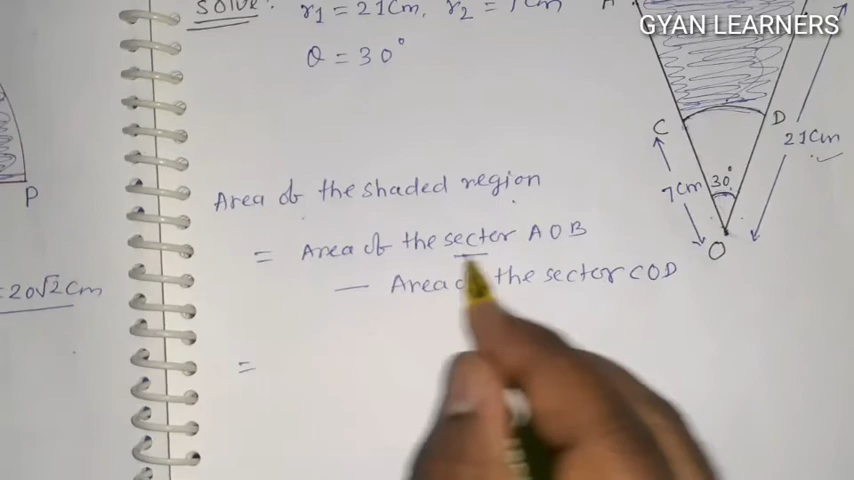 SOLVE:
r1 = 21cm, r2 = 7cm
GYAN LEARNERS
θ = 30°
C
D
21cm
7cm
30°
P
O
Area of the shaded region
= Area of the sector AOB
— Area of the sector COD
= 20√2cm
=